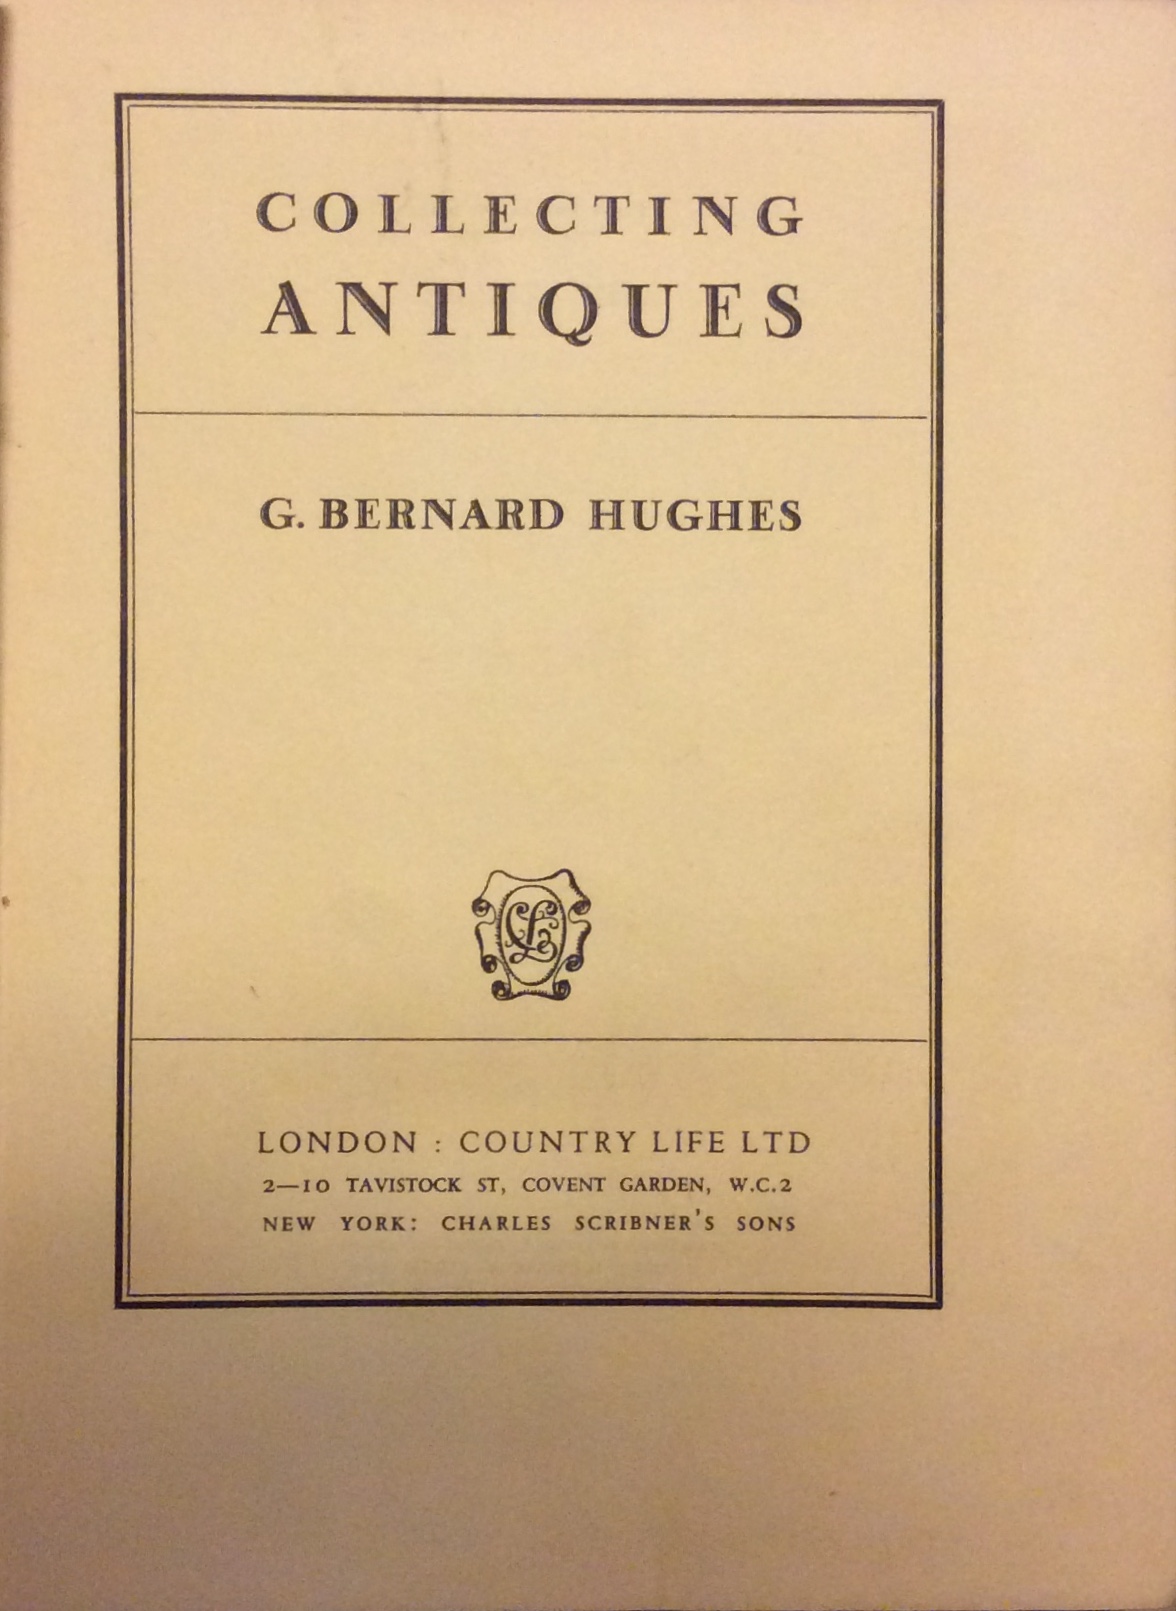 COLLECTING
ANTIQUES
G. BERNARD HUGHES
CL
LONDON : COUNTRY LIFE LTD
2—10 TAVISTOCK ST, COVENT GARDEN, W.C.2
NEW YORK: CHARLES SCRIBNER'S SONS